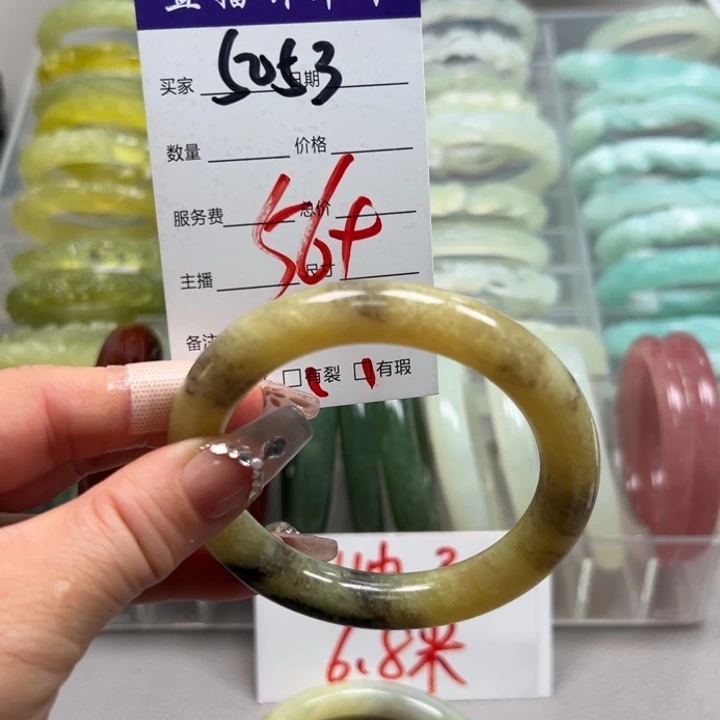 5053
买家 日期
数量 价格
服务费 总价
56+
主播 尺寸
备注
□有裂 □有瑕
6.8米